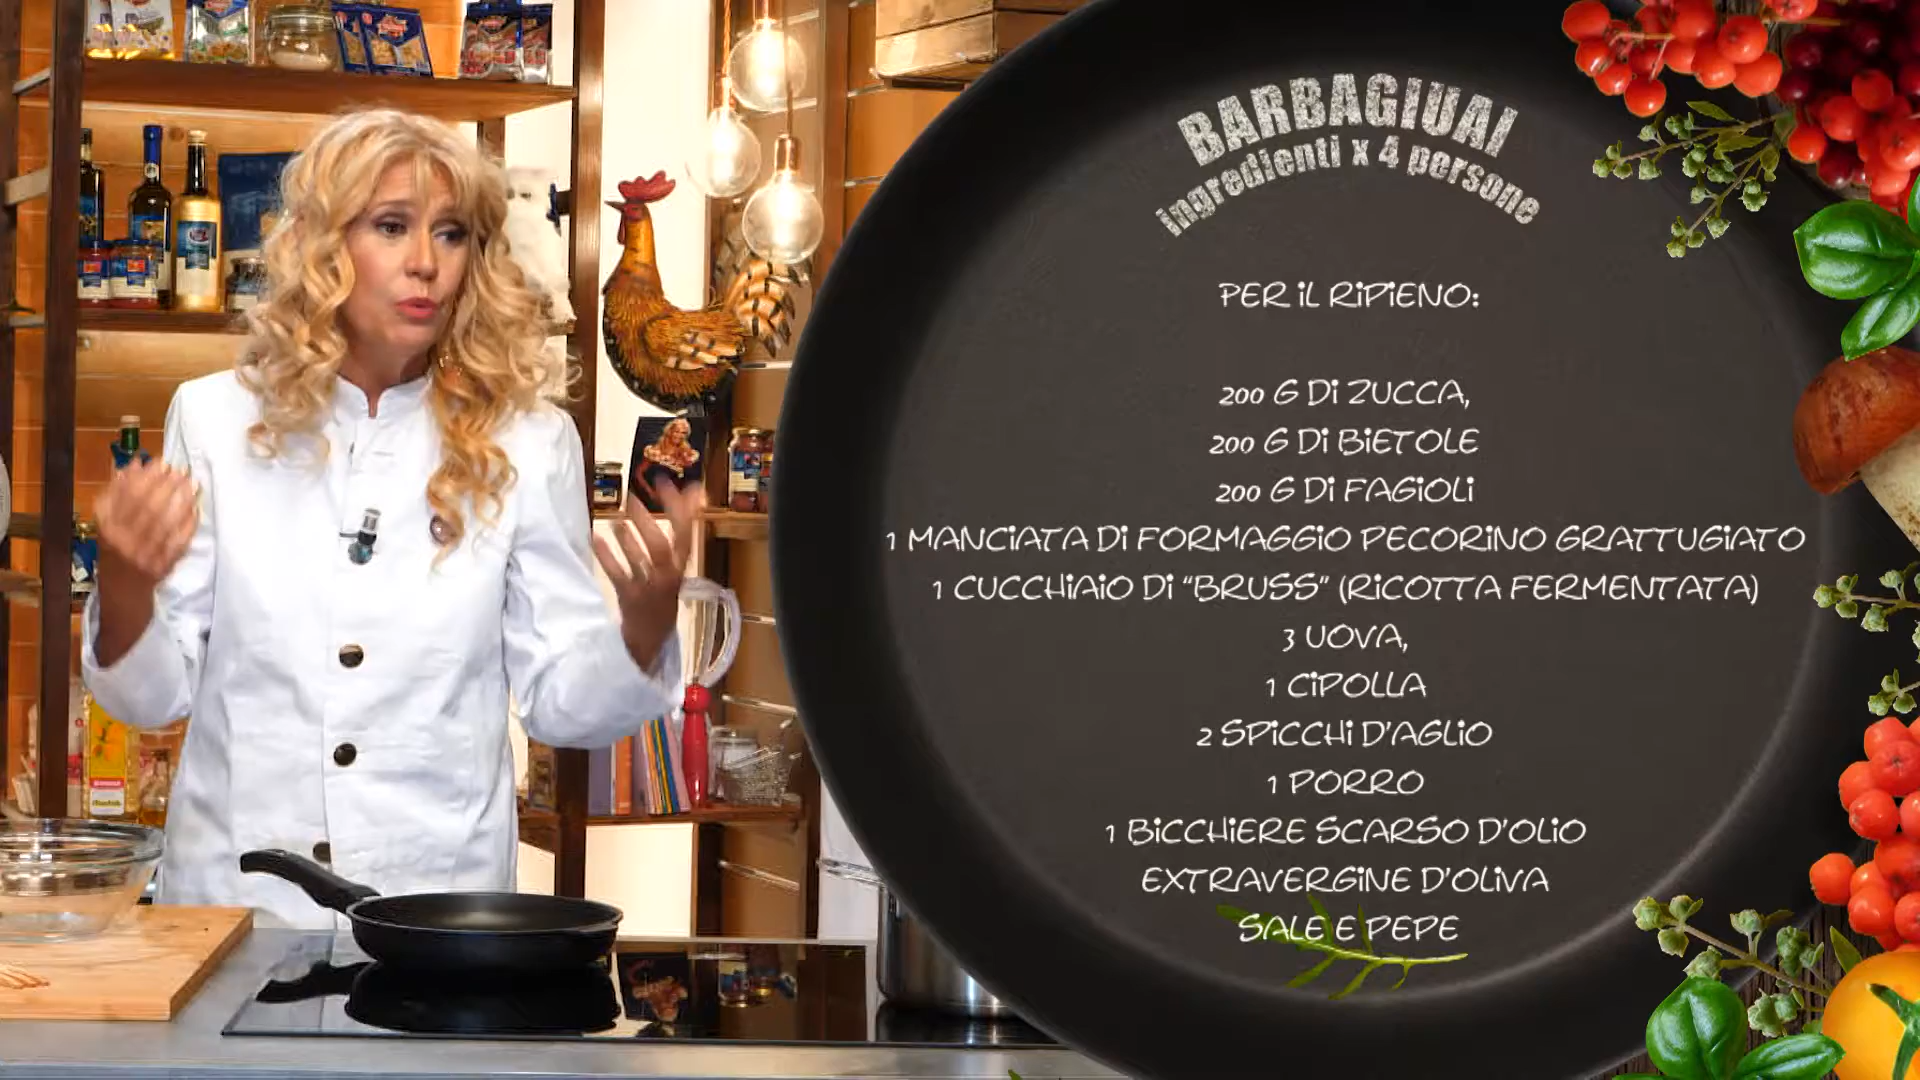 BARBAGIUAI
ingredienti x 4 persone
PER IL RIPIENO:
200 G DI ZUCCA,
200 G DI BIETOLE
200 G DI FAGIOLI
1 MANCIATA DI FORMAGGIO PECORINO GRATTUGIATO
1 CUCCHIAIO DI “BRUSS” (RICOTTA FERMENTATA)
3 UOVA,
1 CIPOLLA
2 SPICCHI D'AGLIO
1 PORRO
1 BICCHIERE SCARSO D'OLIO
EXTRAVERGINE D'OLIVA
SALE E PEPE